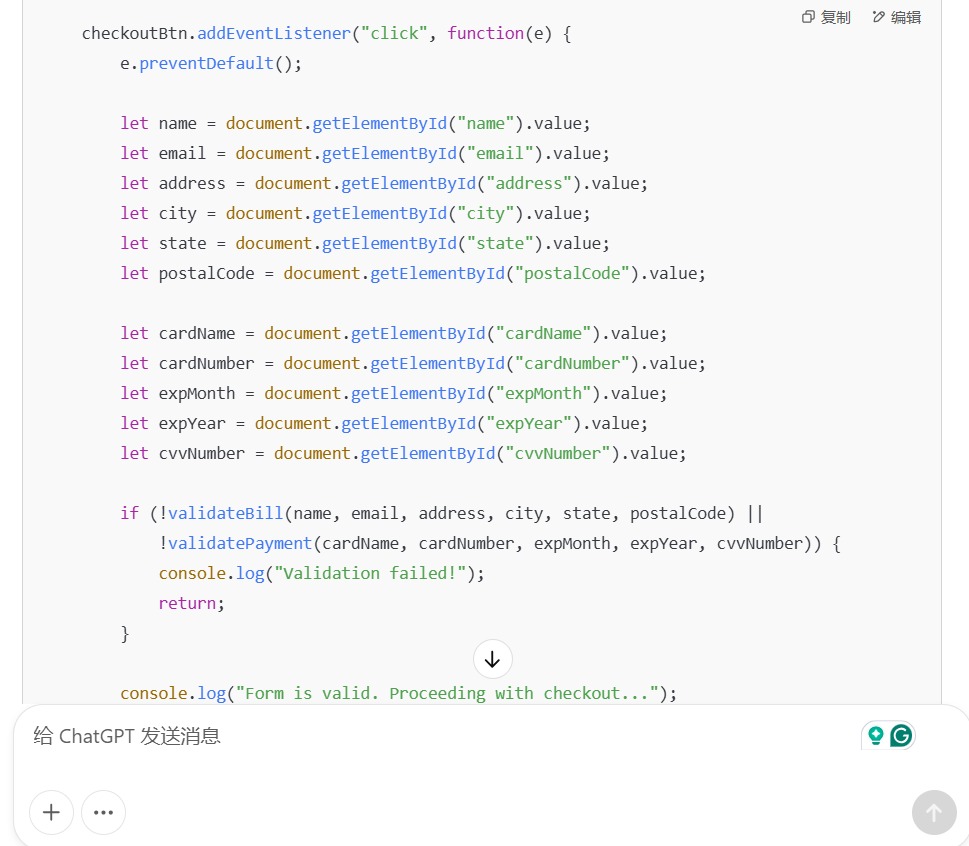 复制 编辑
checkoutBtn.addEventListener("click", function(e) {
e.preventDefault();
let name = document.getElementById("name").value;
let email = document.getElementById("email").value;
let address = document.getElementById("address").value;
let city = document.getElementById("city").value;
let state = document.getElementById("state").value;
let postalCode = document.getElementById("postalCode").value;
let cardName = document.getElementById("cardName").value;
let cardNumber = document.getElementById("cardNumber").value;
let expMonth = document.getElementById("expMonth").value;
let expYear = document.getElementById("expYear").value;
let cvvNumber = document.getElementById("cvvNumber").value;
if (!validateBill(name, email, address, city, state, postalCode) ||
!validatePayment(cardName, cardNumber, expMonth, expYear, cvvNumber)) {
console.log("Validation failed!");
return;
}
console.log("Form is valid. Proceeding with checkout...");
给 ChatGPT 发送消息